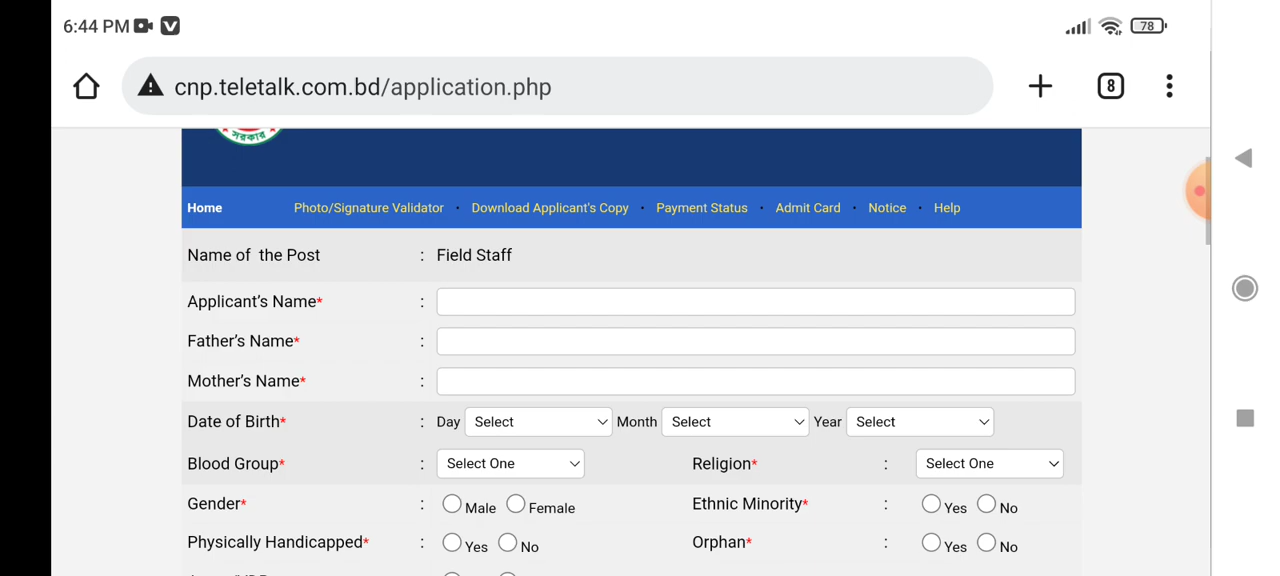 6:44 PM 78
cnp.teletalk.com.bd/application.php 8
সরকার
Home Photo/Signature Validator · Download Applicant's Copy · Payment Status · Admit Card · Notice · Help
Name of the Post : Field Staff
Applicant's Name* :
Father's Name* :
Mother's Name* :
Date of Birth* : Day Select Month Select Year Select
Blood Group* : Select One Religion* : Select One
Gender* : Male Female Ethnic Minority* : Yes No
Physically Handicapped* : Yes No Orphan* : Yes No